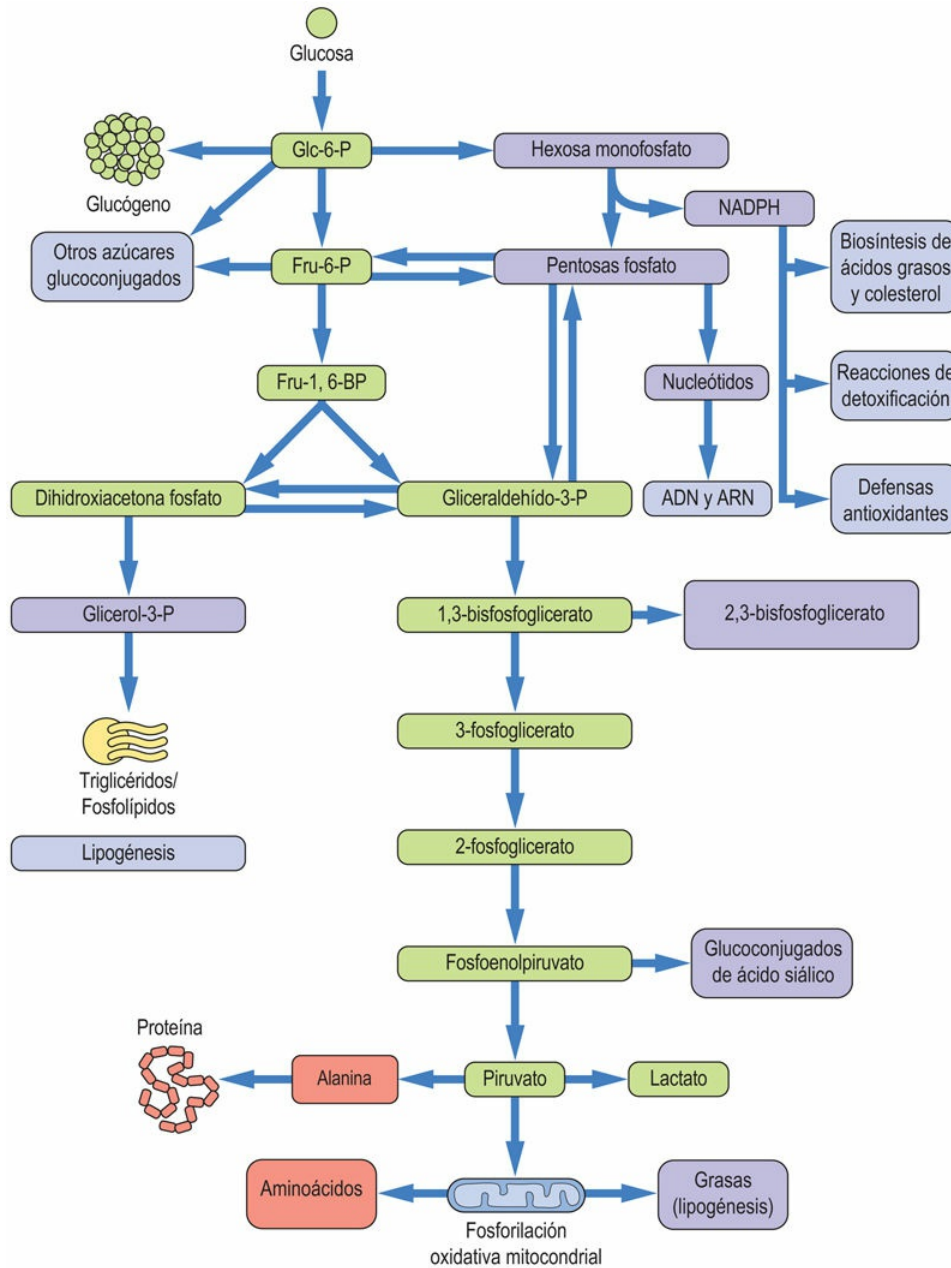 Glucosa
Glc-6-P
Hexosa monofosfato
Glucógeno
NADPH
Otros azúcares
glucoconjugados
Fru-6-P
Pentosas fosfato
Biosíntesis de
ácidos grasos
y colesterol
Fru-1, 6-BP
Nucleótidos
Reacciones de
detoxificación
Dihidroxiacetona fosfato
Gliceraldehído-3-P
ADN y ARN
Defensas
antioxidantes
Glicerol-3-P
1,3-bisfosfoglicerato
2,3-bisfosfoglicerato
3-fosfoglicerato
Triglicéridos/
Fosfolípidos
Lipogénesis
2-fosfoglicerato
Fosfoenolpiruvato
Glucoconjugados
de ácido siálico
Proteína
Alanina
Piruvato
Lactato
Aminoácidos
Fosforilación
oxidativa mitocondrial
Grasas
(lipogénesis)